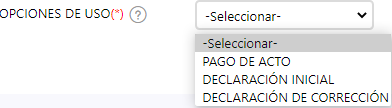 OPCIONES DE USO(*) ?
-Seleccionar-
-Seleccionar-
PAGO DE ACTO
DECLARACIÓN INICIAL
DECLARACIÓN DE CORRECCIÓN